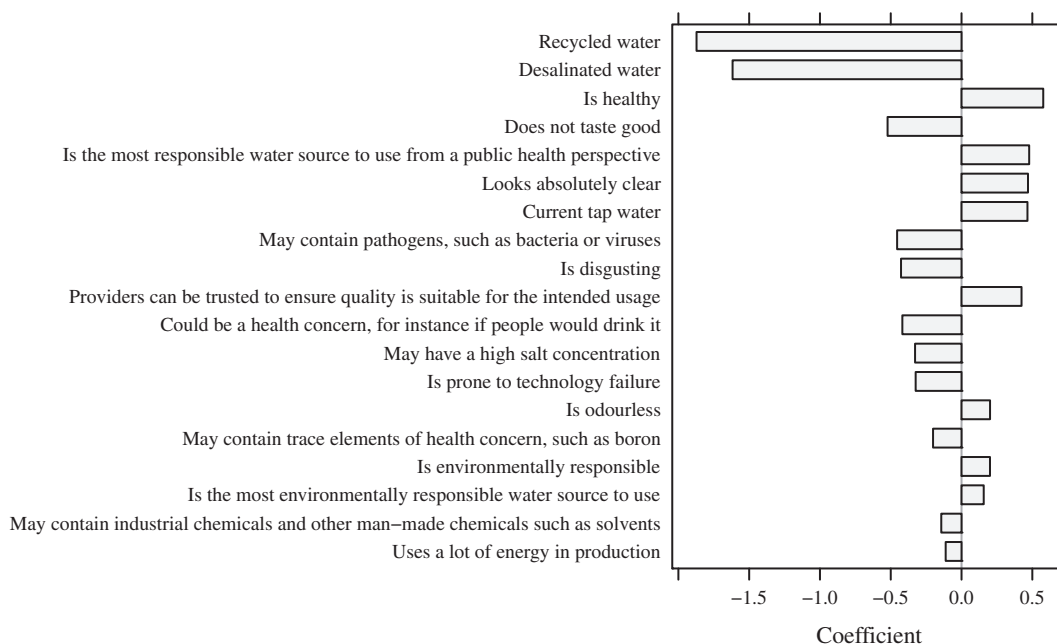 Recycled water
Desalinated water
Is healthy
Does not taste good
Is the most responsible water source to use from a public health perspective
Looks absolutely clear
Current tap water
May contain pathogens, such as bacteria or viruses
Is disgusting
Providers can be trusted to ensure quality is suitable for the intended usage
Could be a health concern, for instance if people would drink it
May have a high salt concentration
Is prone to technology failure
Is odourless
May contain trace elements of health concern, such as boron
Is environmentally responsible
Is the most environmentally responsible water source to use
May contain industrial chemicals and other man−made chemicals such as solvents
Uses a lot of energy in production
−1.5 −1.0 −0.5 0.0 0.5
Coefficient